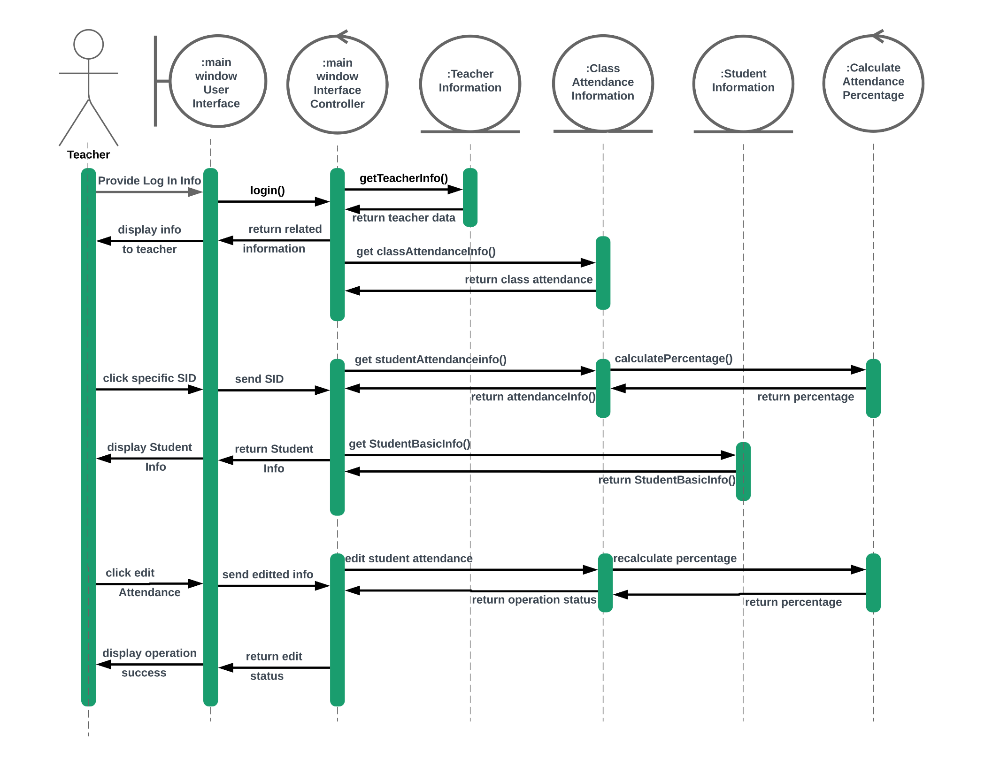 :main
window
User
Interface
:main
window
Interface
Controller
:Teacher
Information
:Class
Attendance
Information
:Student
Information
:Calculate
Attendance
Percentage
Teacher
Provide Log In Info
login()
getTeacherInfo()
return teacher data
display info
to teacher
return related
information
get classAttendanceInfo()
return class attendance
get studentAttendanceinfo()
calculatePercentage()
click specific SID
send SID
return attendanceInfo()
return percentage
display Student
Info
return Student
Info
get StudentBasicInfo()
return StudentBasicInfo()
edit student attendance
recalculate percentage
click edit
Attendance
send editted info
return operation status
return percentage
display operation
success
return edit
status